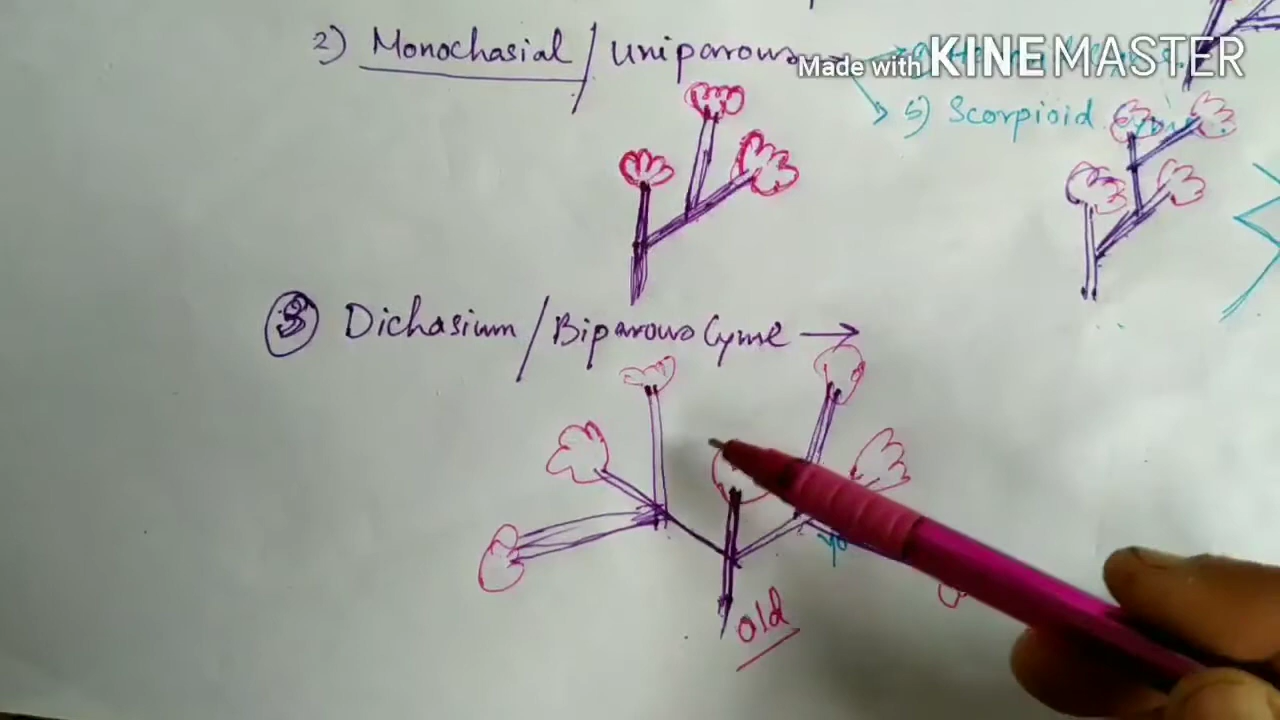 2) Monochasial / Uniparous
Made with KINEMASTER
5) Scorpioid
3 Dichasium / Biparous Cyme →
old